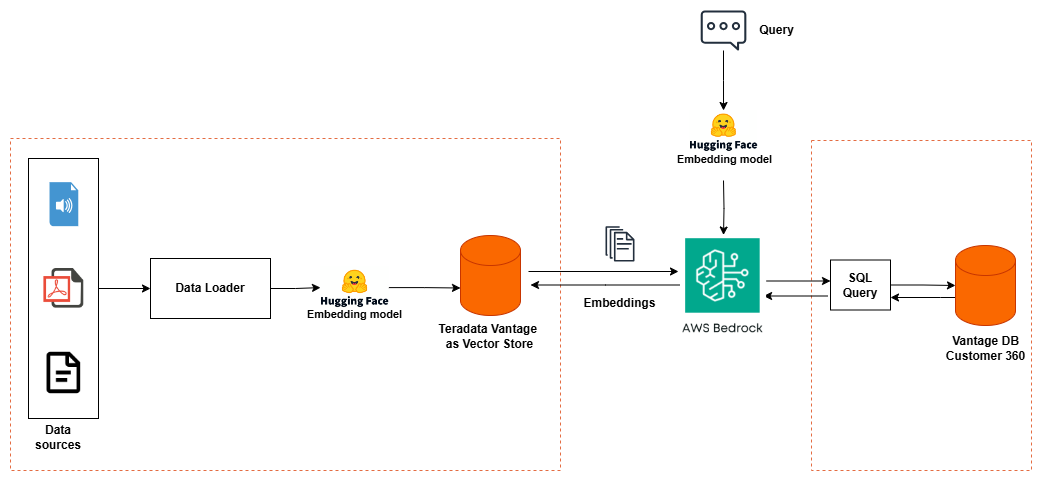 Query
Hugging Face
Embedding model
Data Loader
Hugging Face
Embedding model
Teradata Vantage
as Vector Store
Data
sources
Embeddings
AWS Bedrock
SQL
Query
Vantage DB
Customer 360